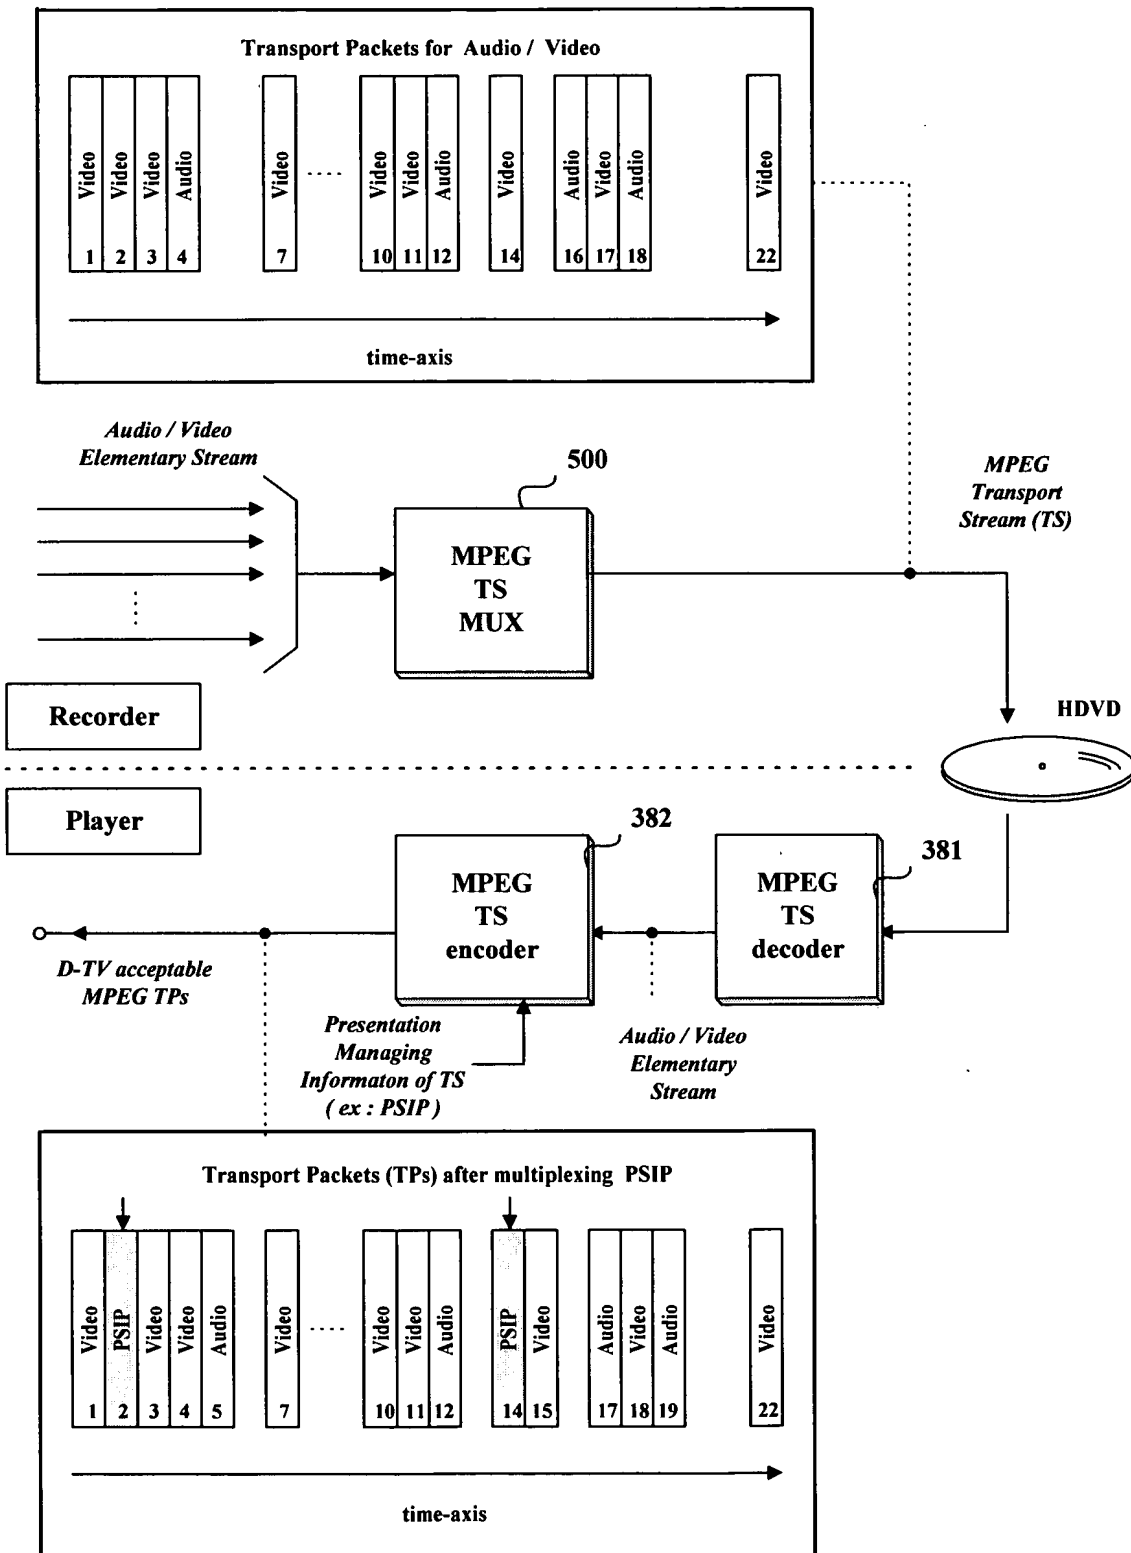 Transport Packets for Audio / Video
Video Video Video Audio Video Video Video Audio Video Audio Video Audio Video
1 2 3 4 7 10 11 12 14 16 17 18 22
time-axis
Audio / Video
Elementary Stream
500
MPEG
TS
MUX
MPEG
Transport
Stream (TS)
Recorder
HDVD
Player
382
MPEG
TS
encoder
381
MPEG
TS
decoder
D-TV acceptable
MPEG TPs
Presentation
Managing
Informaton of TS
( ex : PSIP )
Audio / Video
Elementary
Stream
Transport Packets (TPs) after multiplexing PSIP
Video PSIP Video Video Audio Video Video Video Audio PSIP Video Audio Video Audio Video
1 2 3 4 5 7 10 11 12 14 15 17 18 19 22
time-axis